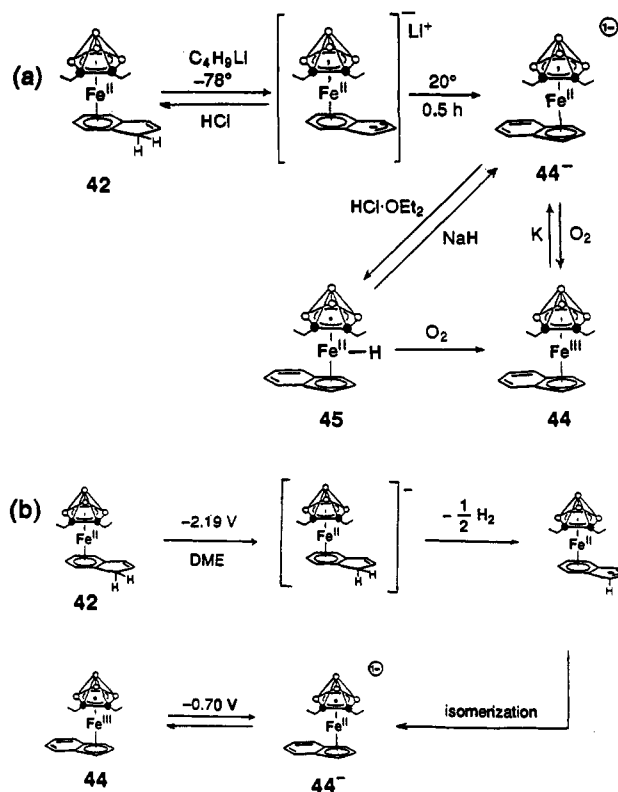 (a)
Fe^II
H H
42
C₄H₉Li
−78°
HCl
Fe^II
− Li⁺
20°
0.5 h
1−
Fe^II
44⁻
HCl·OEt₂
NaH
K
O₂
Fe^II—H
45
O₂
Fe^III
44
(b)
Fe^II
H H
42
−2.19 V
DME
Fe^II
H H
−
− 1/2 H₂
Fe^II
H
isomerization
Fe^III
44
−0.70 V
1−
Fe^II
44⁻